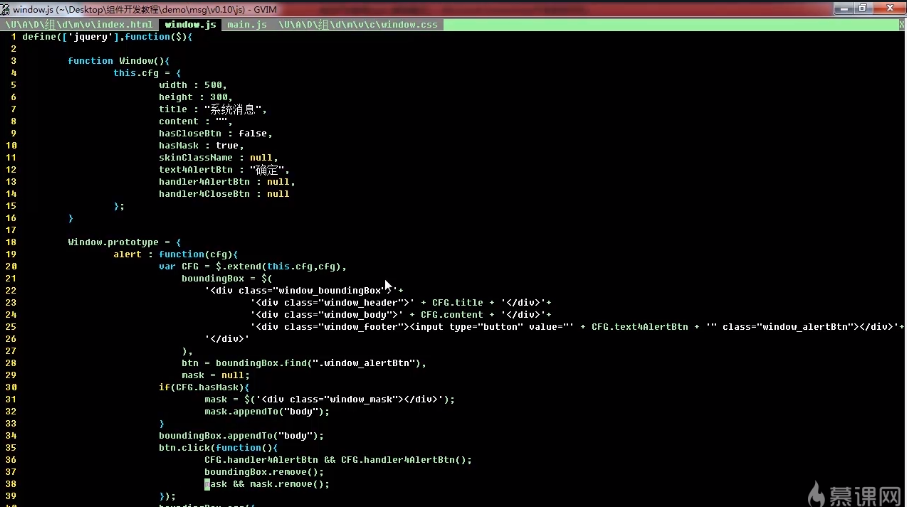 window.js (~\Desktop\组件开发教程\demo\msg\v0.10\js) - GVIM
\U\A\D\组\d\m\v\index.html window.js main.js \U\A\D\组\d\m\v\c\window.css X
1 define(['jquery'],function($){
2
3 function Window(){
4 this.cfg = {
5 width : 500,
6 height : 300,
7 title : "系统消息",
8 content : "",
9 hasCloseBtn : false,
10 hasMask : true,
11 skinClassName : null,
12 text4AlertBtn : "确定",
13 handler4AlertBtn : null,
14 handler4CloseBtn : null
15 };
16 }
17
18 Window.prototype = {
19 alert : function(cfg){
20 var CFG = $.extend(this.cfg,cfg),
21 boundingBox = $(
22 '<div class="window_boundingBox">'+
23 '<div class="window_header">' + CFG.title + '</div>'+
24 '<div class="window_body">' + CFG.content + '</div>'+
25 '<div class="window_footer"><input type="button" value="' + CFG.text4AlertBtn + '" class="window_alertBtn"></div>'+
26 '</div>'
27 ),
28 btn = boundingBox.find(".window_alertBtn"),
29 mask = null;
30 if(CFG.hasMask){
31 mask = $('<div class="window_mask"></div>');
32 mask.appendTo("body");
33 }
34 boundingBox.appendTo("body");
35 btn.click(function(){
36 CFG.handler4AlertBtn && CFG.handler4AlertBtn();
37 boundingBox.remove();
38 mask && mask.remove();
39 });
boundingBox.css({
慕课网